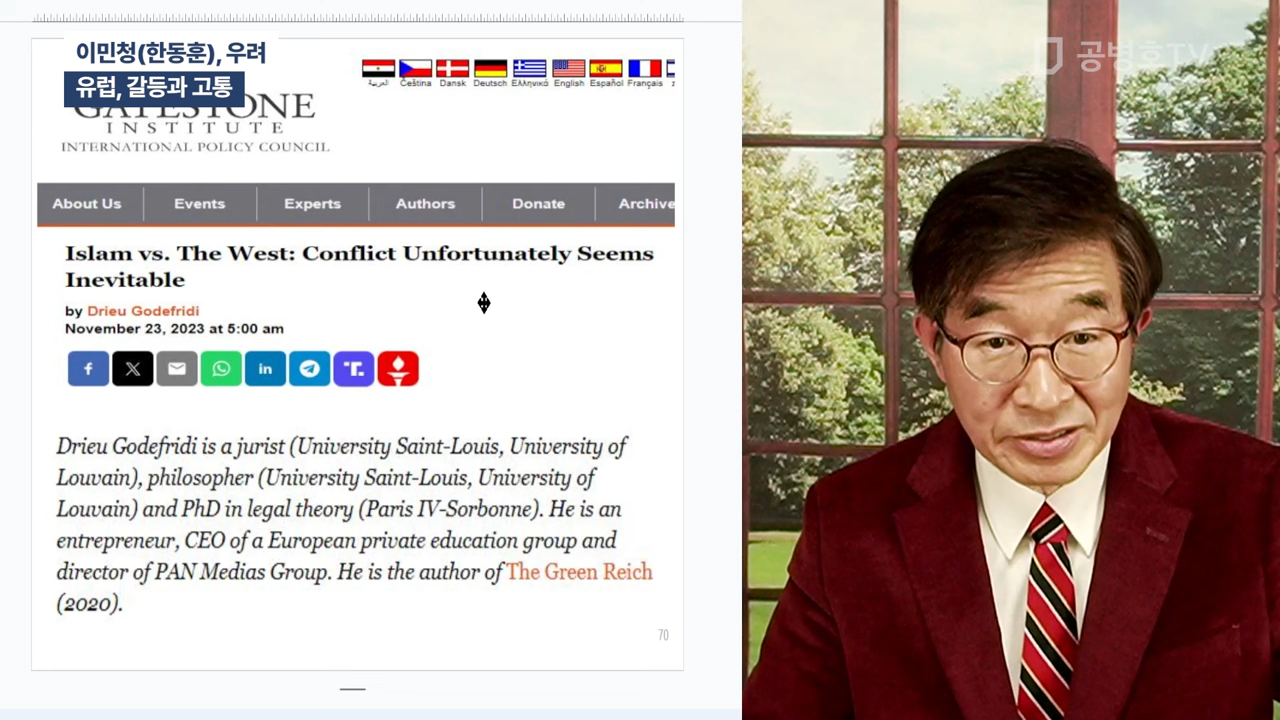 이민청(한동훈), 우려
유럽, 갈등과 고통
공병호TV
العربية Čeština Dansk Deutsch Ελληνικά English Español Français
GATESTONE
INSTITUTE
INTERNATIONAL POLICY COUNCIL
About Us Events Experts Authors Donate Archive
Islam vs. The West: Conflict Unfortunately Seems
Inevitable
by Drieu Godefridi
November 23, 2023 at 5:00 am
Drieu Godefridi is a jurist (University Saint-Louis, University of
Louvain), philosopher (University Saint-Louis, University of
Louvain) and PhD in legal theory (Paris IV-Sorbonne). He is an
entrepreneur, CEO of a European private education group and
director of PAN Medias Group. He is the author of The Green Reich
(2020).
70